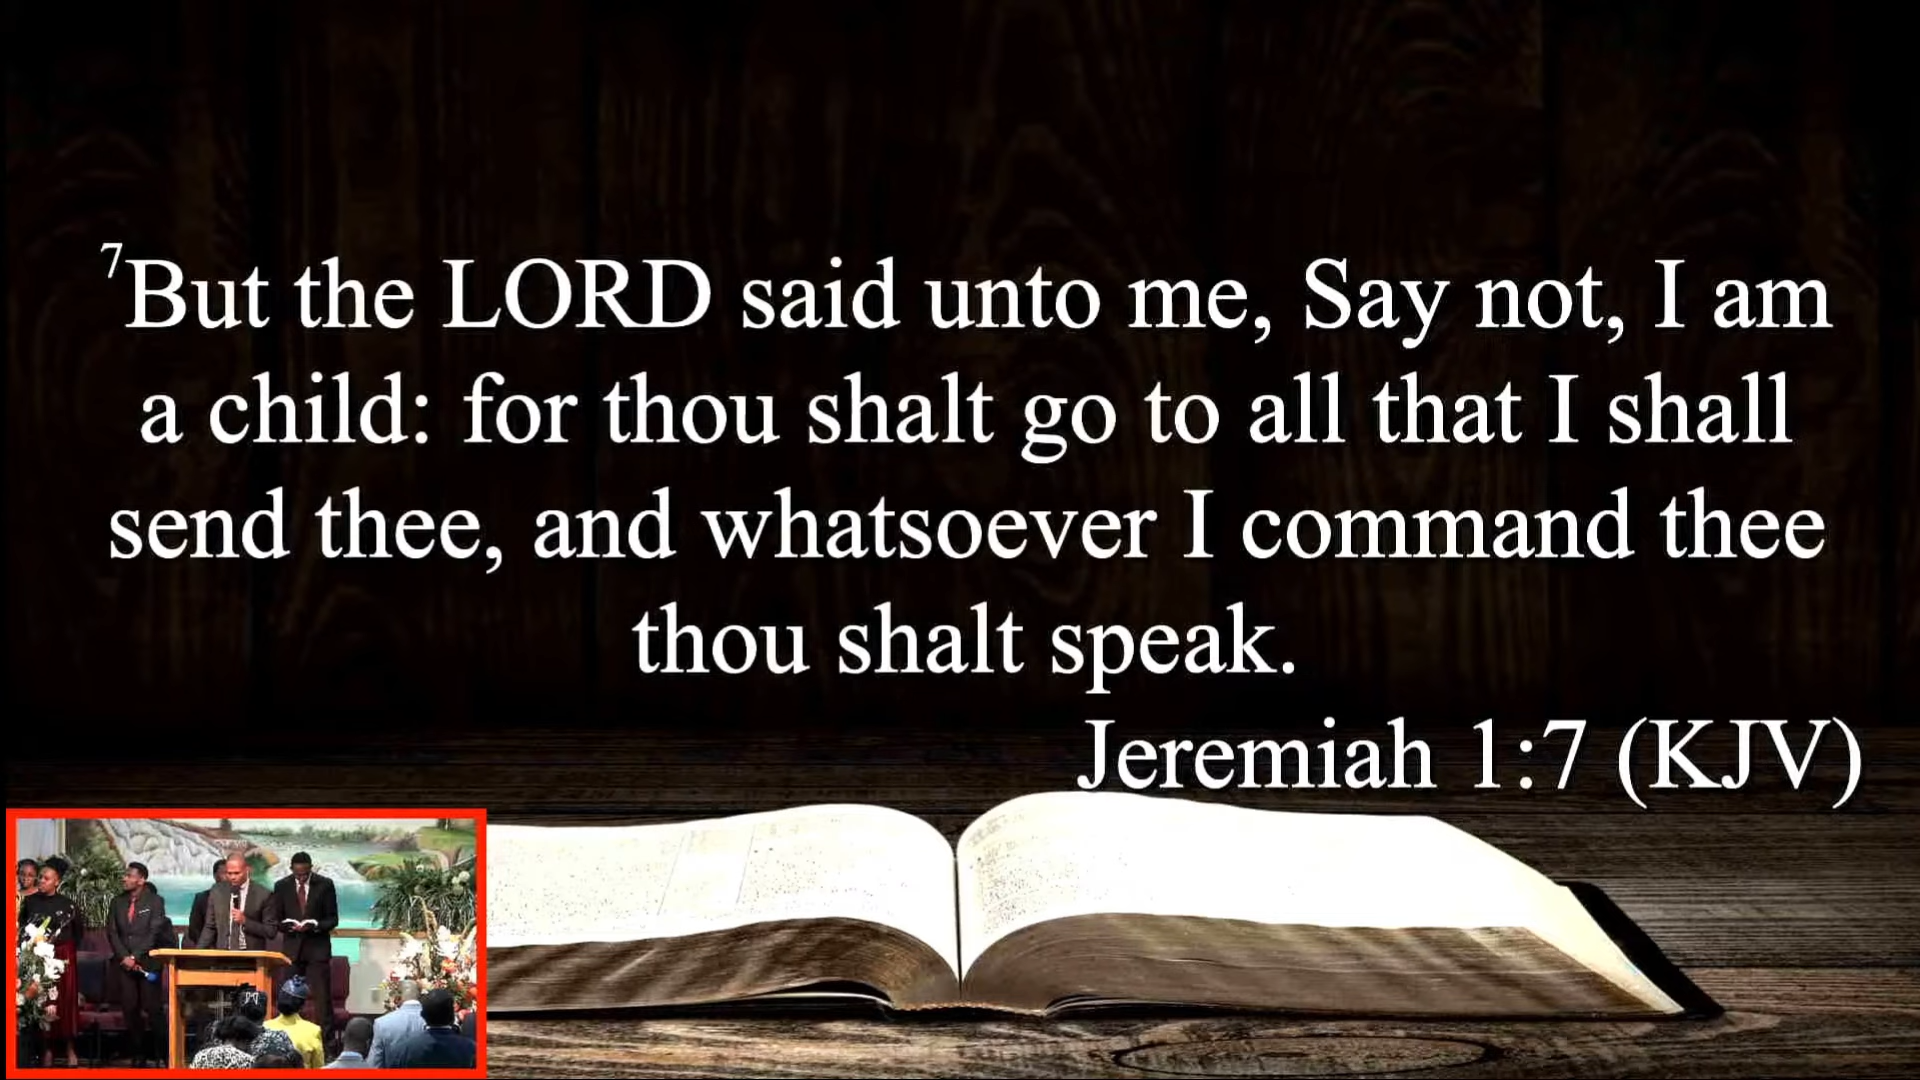 7But the LORD said unto me, Say not, I am
a child: for thou shalt go to all that I shall
send thee, and whatsoever I command thee
thou shalt speak.
Jeremiah 1:7 (KJV)